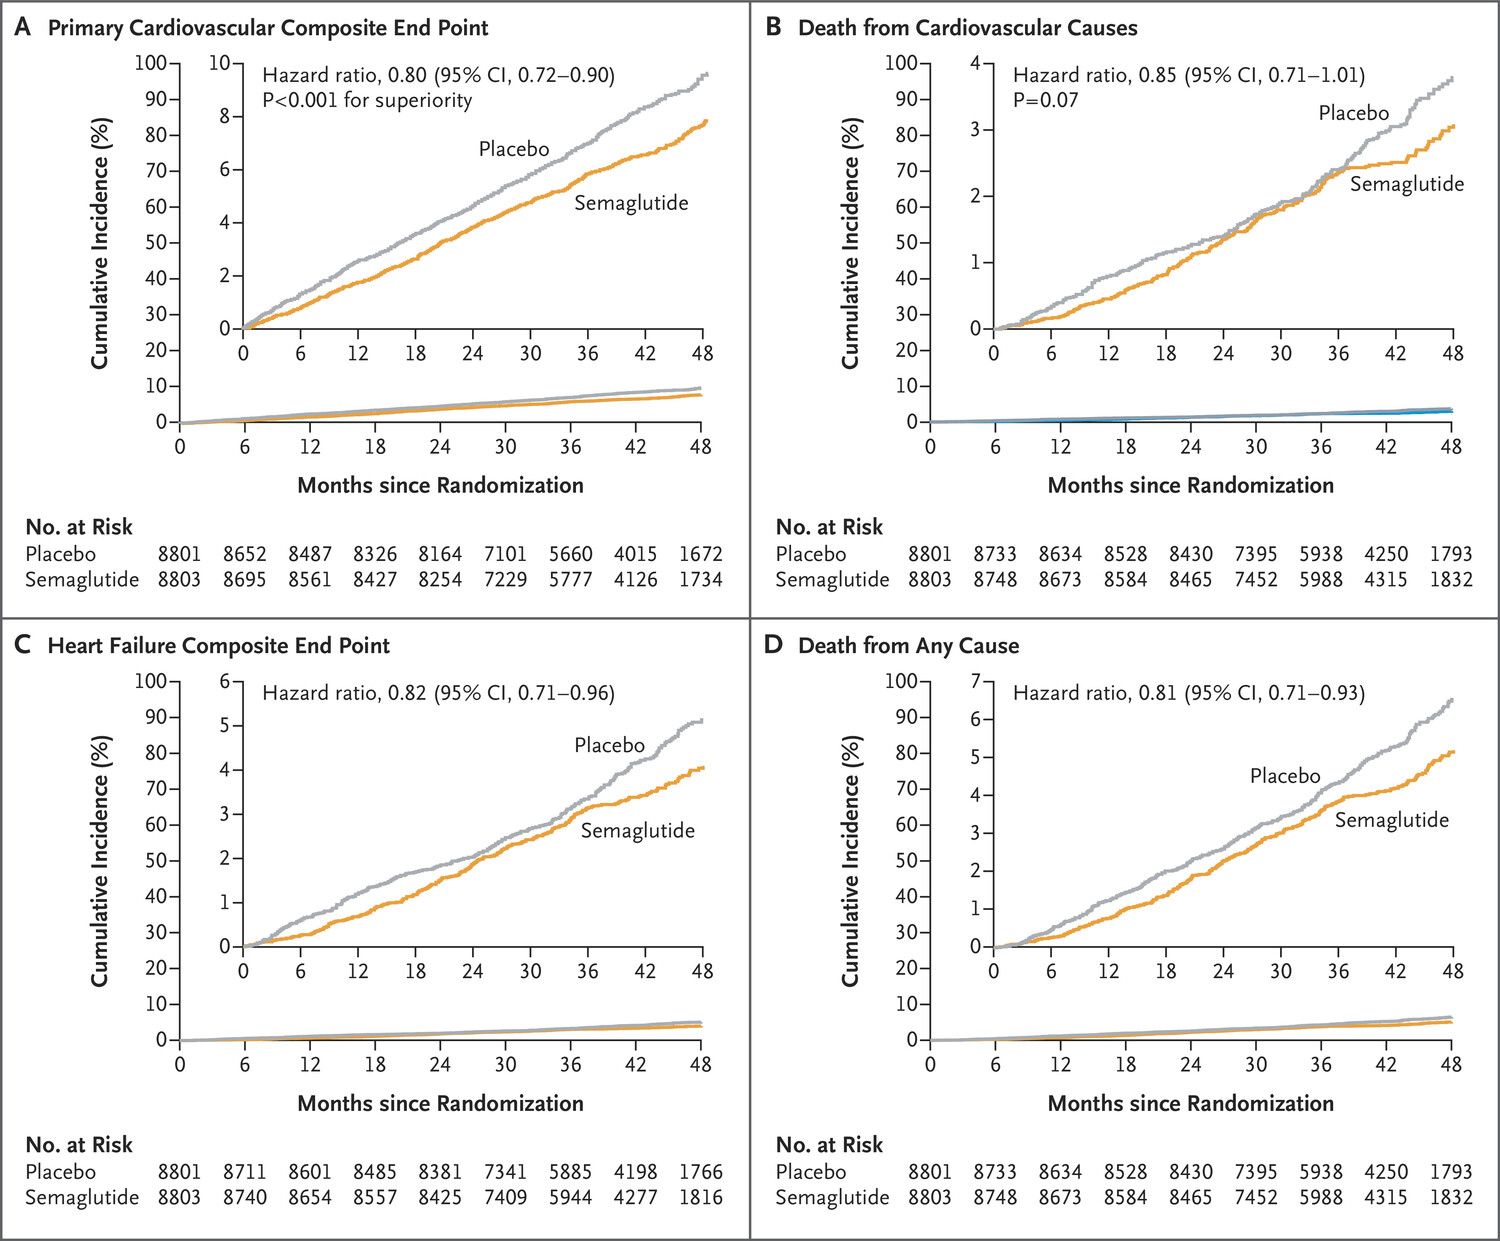 A Primary Cardiovascular Composite End Point
Cumulative Incidence (%)
100
90
80
70
60
50
40
30
20
10
0
10
8
6
4
2
0
Hazard ratio, 0.80 (95% CI, 0.72–0.90)
P<0.001 for superiority
Placebo
Semaglutide
0 6 12 18 24 30 36 42 48
0 6 12 18 24 30 36 42 48
Months since Randomization
No. at Risk
Placebo 8801 8652 8487 8326 8164 7101 5660 4015 1672
Semaglutide 8803 8695 8561 8427 8254 7229 5777 4126 1734
B Death from Cardiovascular Causes
Cumulative Incidence (%)
100
90
80
70
60
50
40
30
20
10
0
4
3
2
1
0
Hazard ratio, 0.85 (95% CI, 0.71–1.01)
P=0.07
Placebo
Semaglutide
0 6 12 18 24 30 36 42 48
0 6 12 18 24 30 36 42 48
Months since Randomization
No. at Risk
Placebo 8801 8733 8634 8528 8430 7395 5938 4250 1793
Semaglutide 8803 8748 8673 8584 8465 7452 5988 4315 1832
C Heart Failure Composite End Point
Cumulative Incidence (%)
100
90
80
70
60
50
40
30
20
10
0
6
5
4
3
2
1
0
Hazard ratio, 0.82 (95% CI, 0.71–0.96)
Placebo
Semaglutide
0 6 12 18 24 30 36 42 48
0 6 12 18 24 30 36 42 48
Months since Randomization
No. at Risk
Placebo 8801 8711 8601 8485 8381 7341 5885 4198 1766
Semaglutide 8803 8740 8654 8557 8425 7409 5944 4277 1816
D Death from Any Cause
Cumulative Incidence (%)
100
90
80
70
60
50
40
30
20
10
0
7
6
5
4
3
2
1
0
Hazard ratio, 0.81 (95% CI, 0.71–0.93)
Placebo
Semaglutide
0 6 12 18 24 30 36 42 48
0 6 12 18 24 30 36 42 48
Months since Randomization
No. at Risk
Placebo 8801 8733 8634 8528 8430 7395 5938 4250 1793
Semaglutide 8803 8748 8673 8584 8465 7452 5988 4315 1832